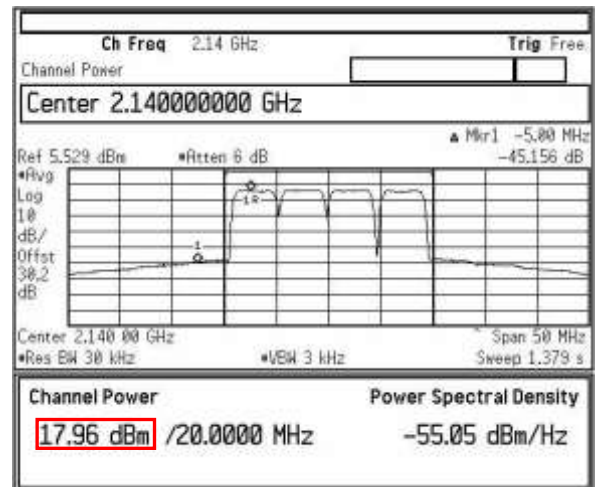 Ch Freq 2.14 GHz Trig Free
Channel Power
Center 2.140000000 GHz
▲ Mkr1 -5.00 MHz
Ref 5.529 dBm *Atten 6 dB -45.156 dB
*Avg
Log
10
dB/
Offst
30.2
dB
1R
1
Center 2.140 00 GHz Span 50 MHz
*Res BW 30 kHz *VBW 3 kHz Sweep 1.379 s
Channel Power Power Spectral Density
17.96 dBm /20.0000 MHz -55.05 dBm/Hz